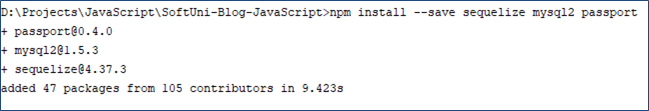 D:\Projects\JavaScript\SoftUni-Blog-JavaScript>npm install --save sequelize mysql2 passport
+ passport@0.4.0
+ mysql2@1.5.3
+ sequelize@4.37.3
added 47 packages from 105 contributors in 9.423s